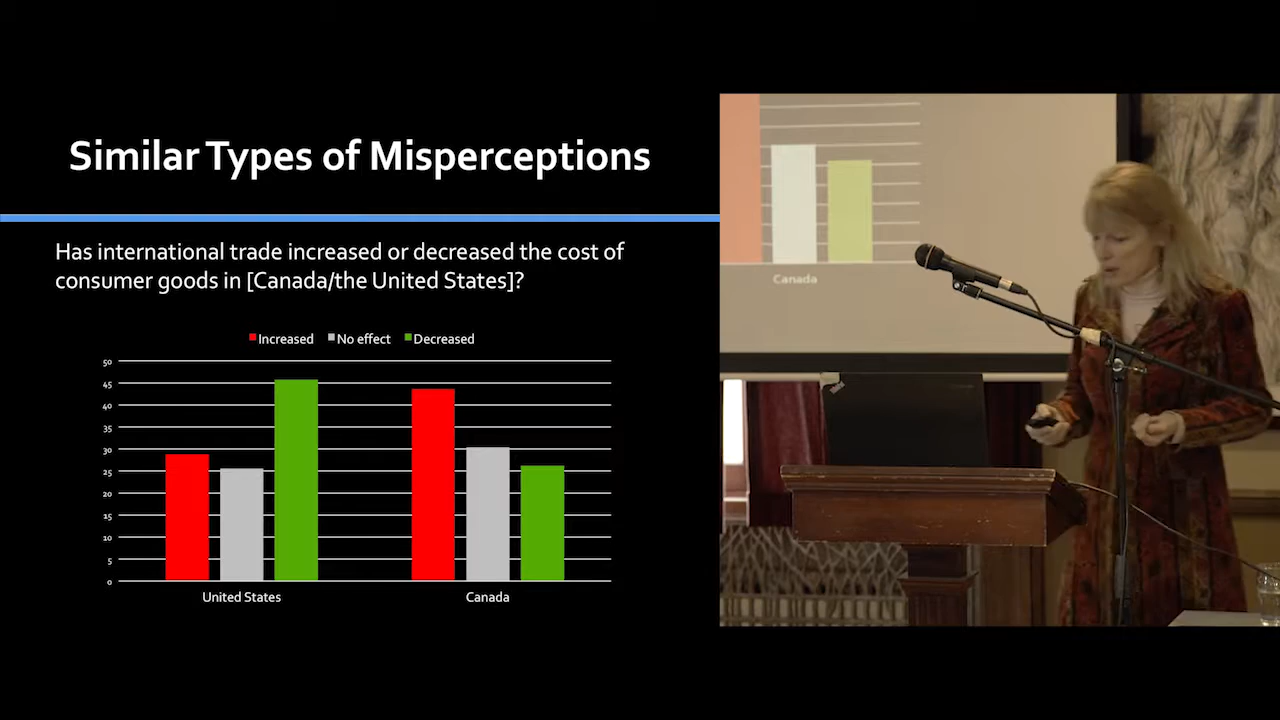 Similar Types of Misperceptions
Has international trade increased or decreased the cost of
consumer goods in [Canada/the United States]?
Increased No effect Decreased
50
45
40
35
30
25
20
15
10
5
0
United States Canada
Canada